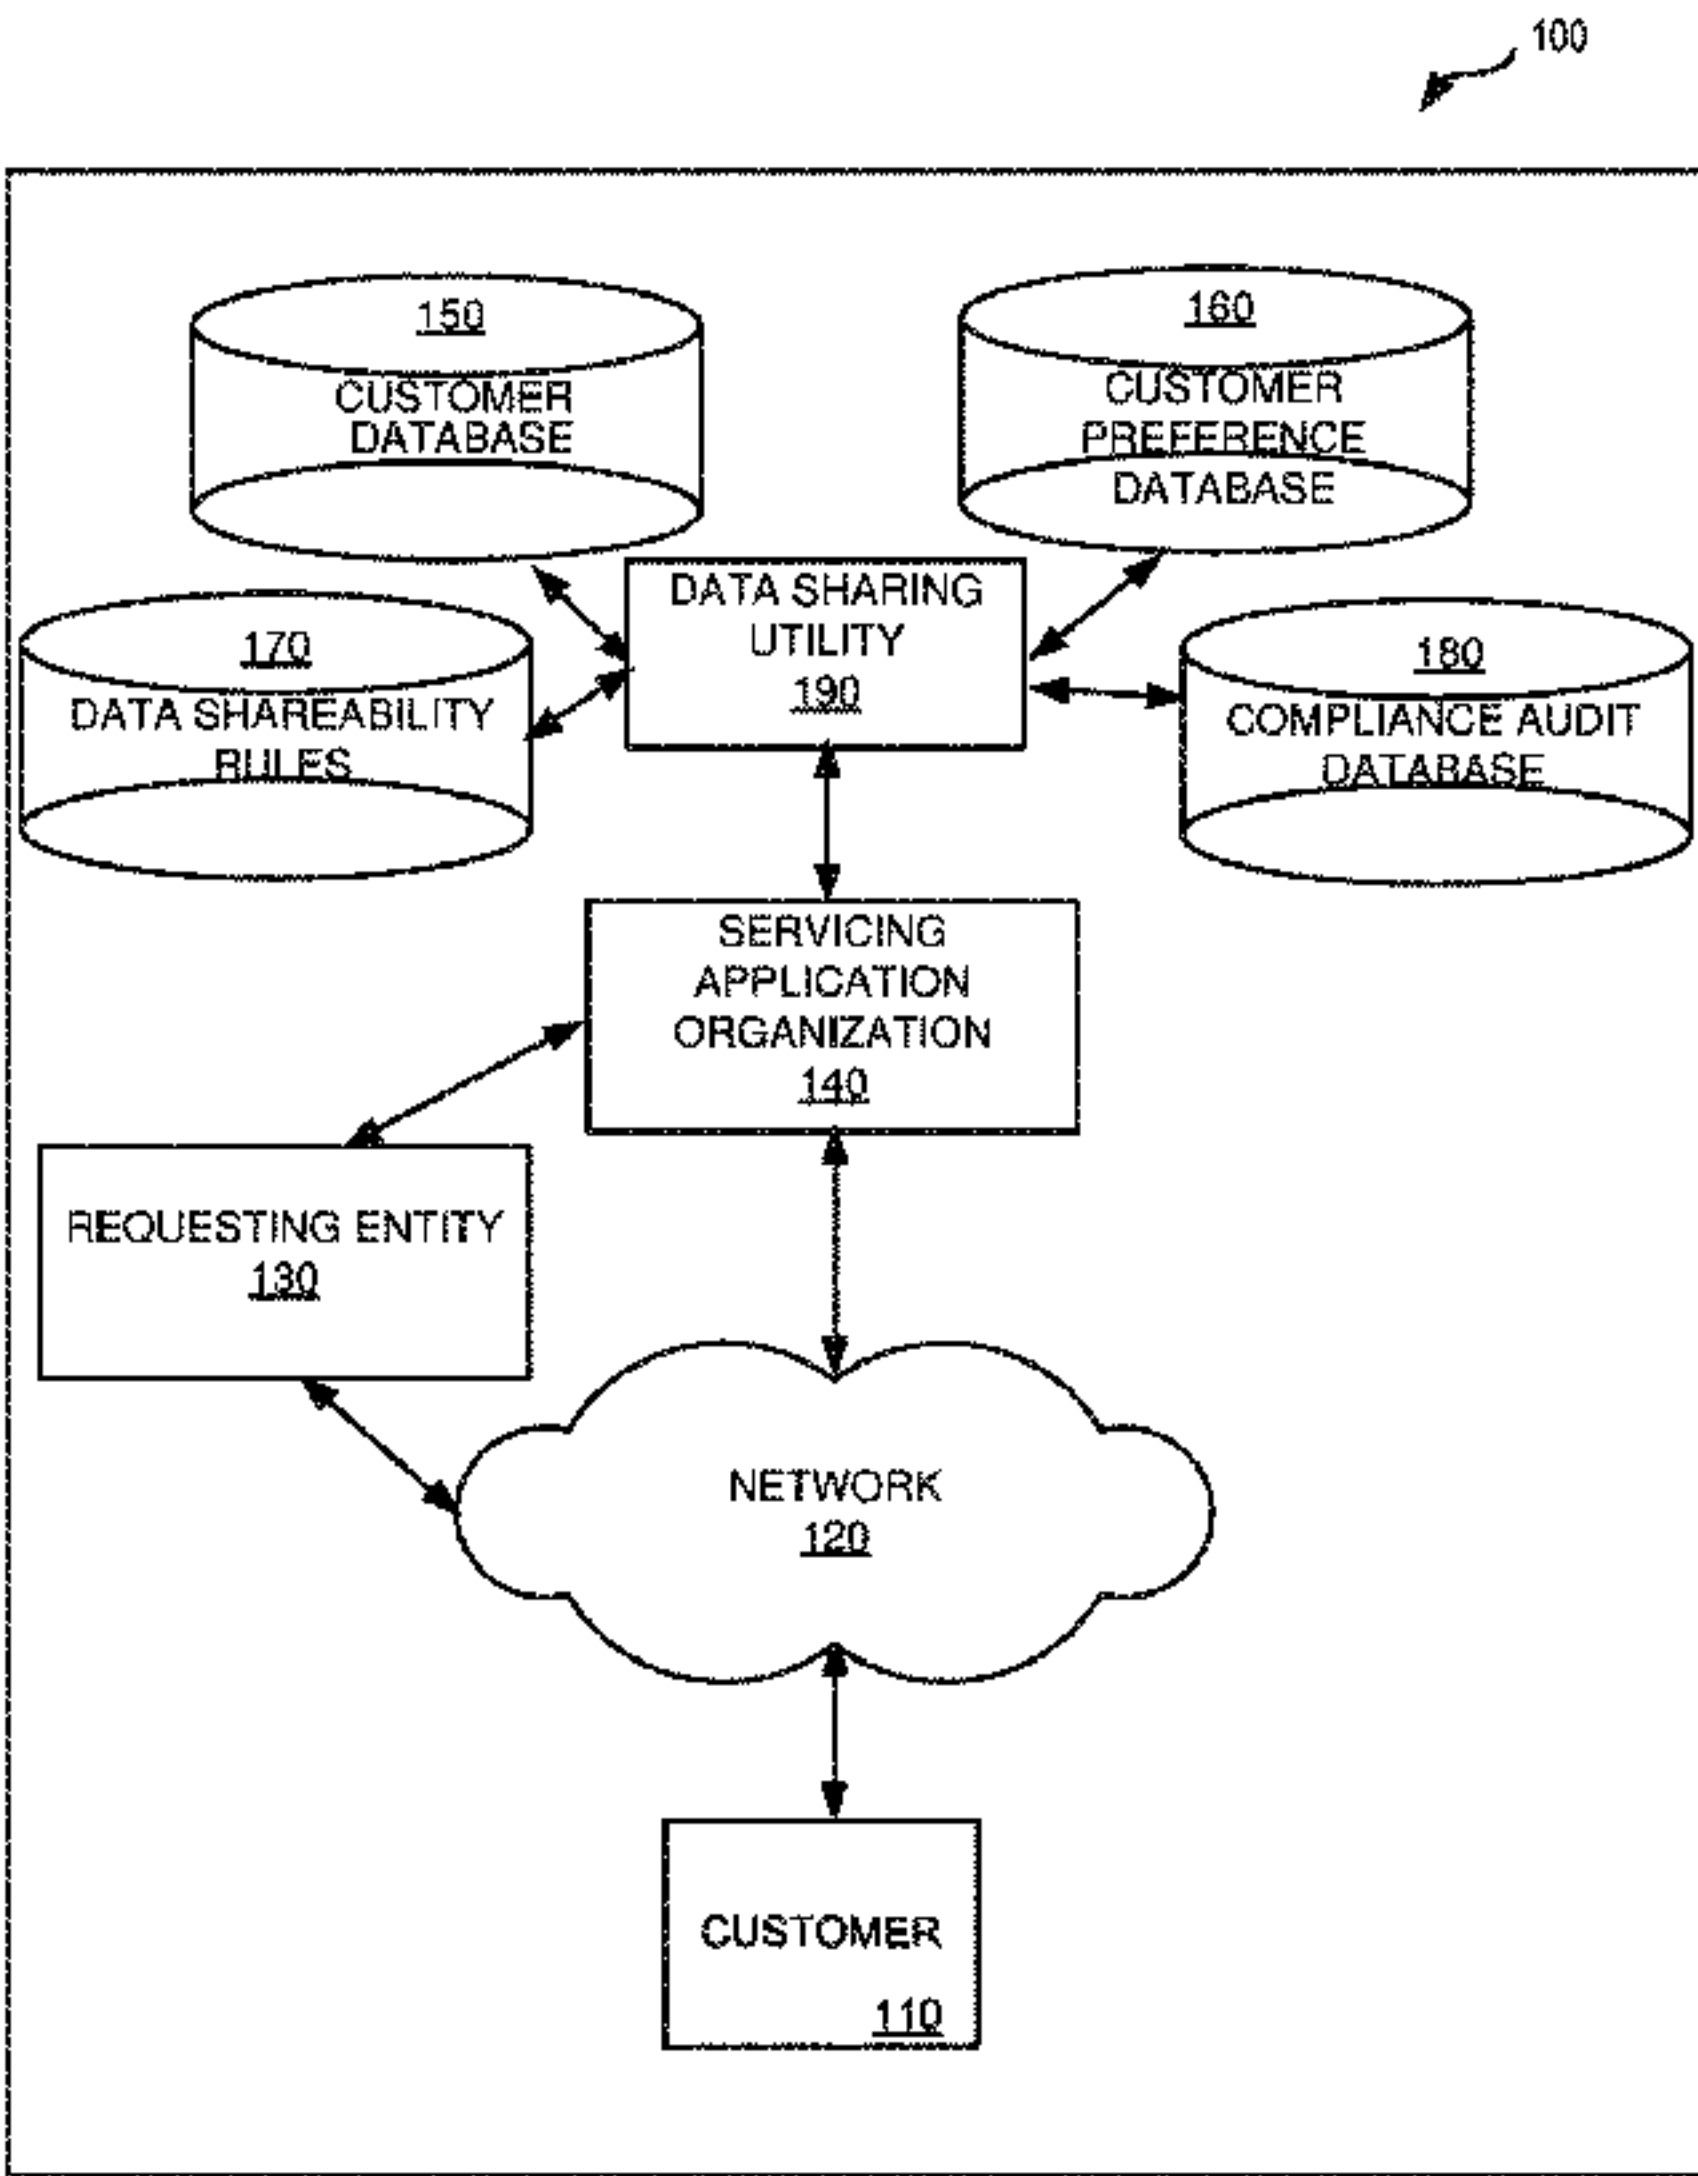 100
150
CUSTOMER
DATABASE
160
CUSTOMER
PREFERENCE
DATABASE
DATA SHARING
UTILITY
190
170
DATA SHAREABILITY
RULES
180
COMPLIANCE AUDIT
DATABASE
SERVICING
APPLICATION
ORGANIZATION
140
REQUESTING ENTITY
130
NETWORK
120
CUSTOMER
110